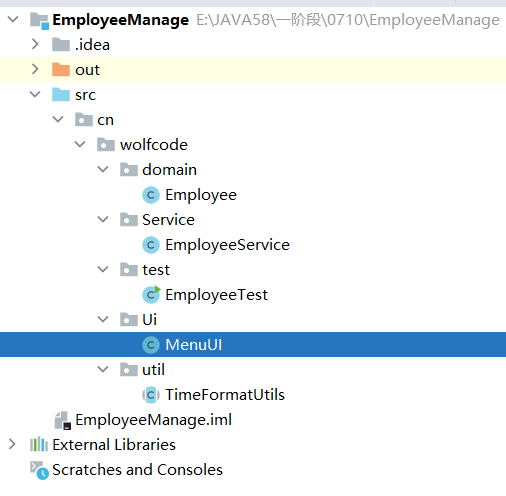 EmployeeManage E:\JAVA58\一阶段\0710\EmployeeManage
.idea
out
src
cn
wolfcode
domain
Employee
Service
EmployeeService
test
EmployeeTest
Ui
MenuUI
util
TimeFormatUtils
EmployeeManage.iml
External Libraries
Scratches and Consoles